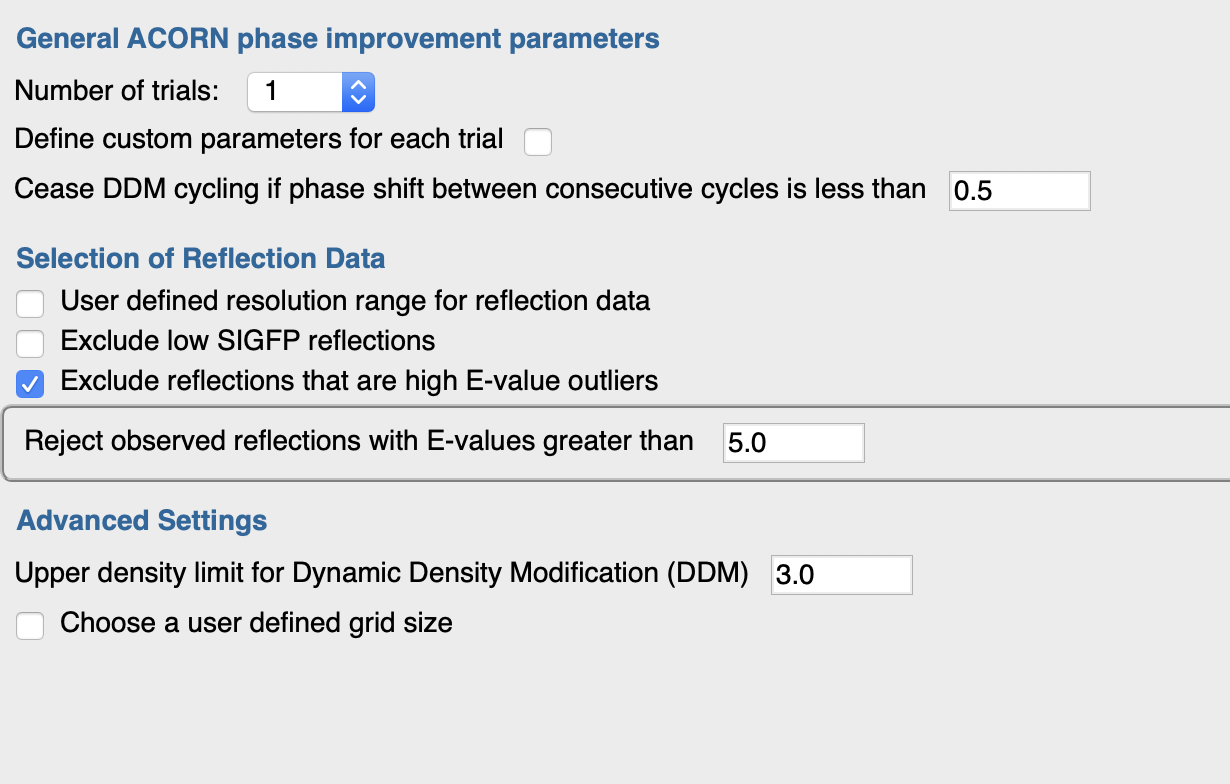 General ACORN phase improvement parameters
Number of trials: 1
Define custom parameters for each trial
Cease DDM cycling if phase shift between consecutive cycles is less than 0.5
Selection of Reflection Data
User defined resolution range for reflection data
Exclude low SIGFP reflections
Exclude reflections that are high E-value outliers
Reject observed reflections with E-values greater than 5.0
Advanced Settings
Upper density limit for Dynamic Density Modification (DDM) 3.0
Choose a user defined grid size